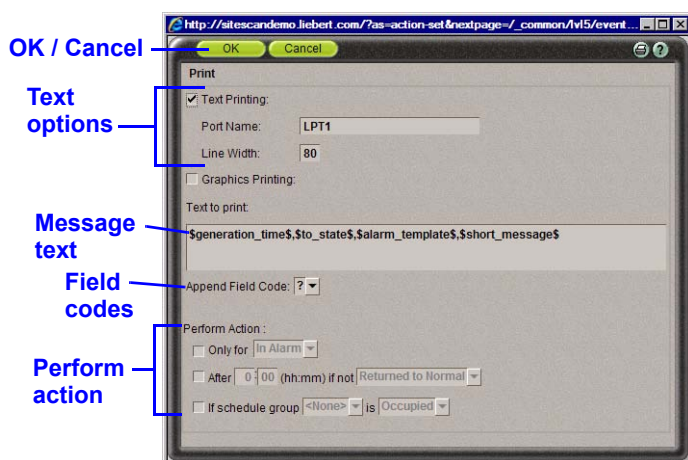 http://sitescandemo.liebert.com/?as=action-set&nextpage=/_common/lvl5/event...
OK / Cancel
OK Cancel
Print
Text options
Text Printing:
Port Name: LPT1
Line Width: 80
Graphics Printing:
Text to print:
Message text
$generation_time$,$to_state$,$alarm_template$,$short_message$
Field codes
Append Field Code: ?
Perform action
Perform Action :
Only for In Alarm
After 0 : 00 (hh:mm) if not Returned to Normal
If schedule group <None> is Occupied